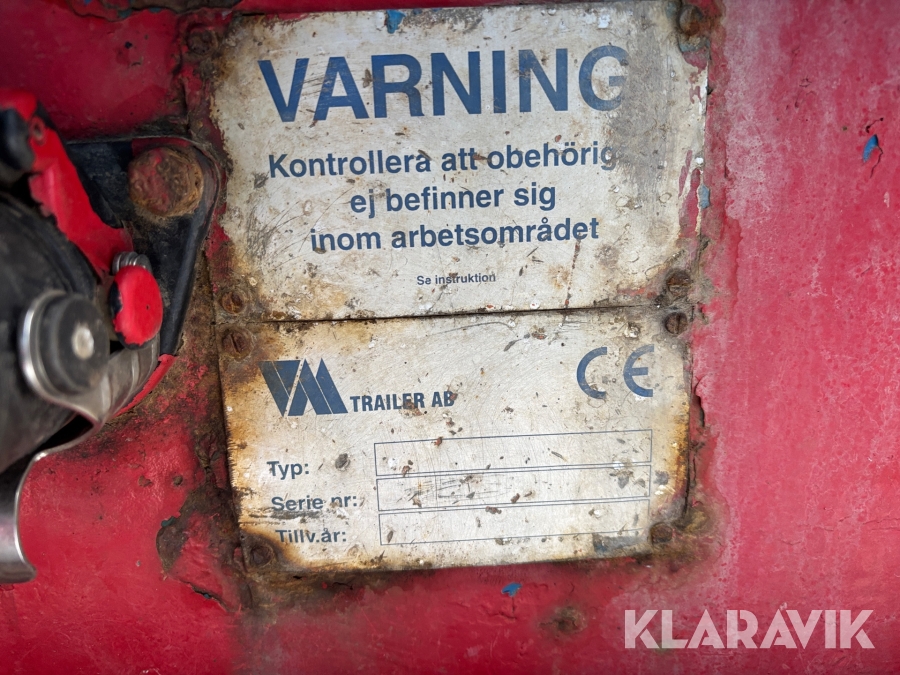 VARNING
Kontrollera att obehörig
ej befinner sig
inom arbetsområdet
Se instruktion
VM TRAILER AB
CE
Typ:
Serie nr:
Tillv.år:
KLARAVIK